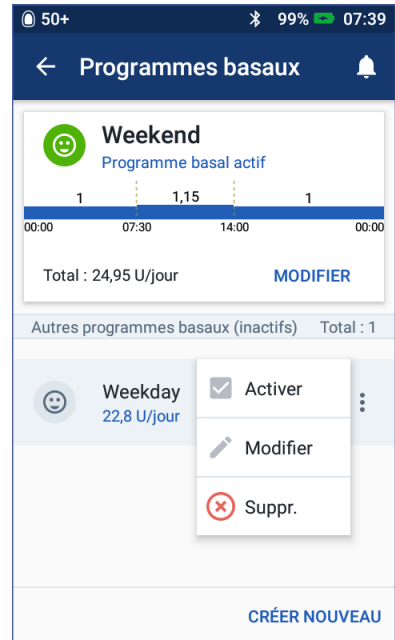 50+ 99% 07:39
Programmes basaux
Weekend
Programme basal actif
1 1,15 1
00:00 07:30 14:00 00:00
Total : 24,95 U/jour MODIFIER
Autres programmes basaux (inactifs) Total : 1
Weekday
22,8 U/jour
Activer
Modifier
Suppr.
CRÉER NOUVEAU